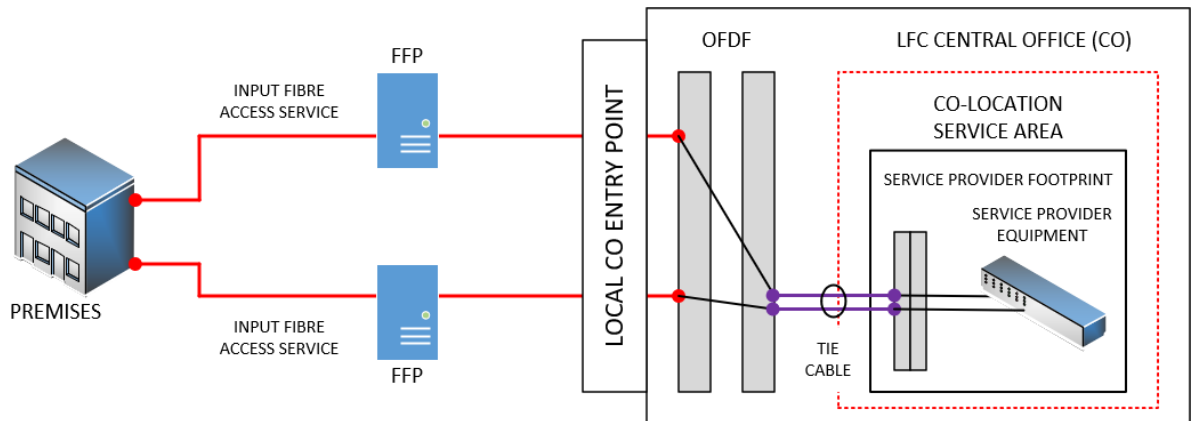 FFP
INPUT FIBRE
ACCESS SERVICE
PREMISES
INPUT FIBRE
ACCESS SERVICE
FFP
LOCAL CO ENTRY POINT
OFDF
LFC CENTRAL OFFICE (CO)
CO-LOCATION
SERVICE AREA
SERVICE PROVIDER FOOTPRINT
SERVICE PROVIDER
EQUIPMENT
TIE
CABLE